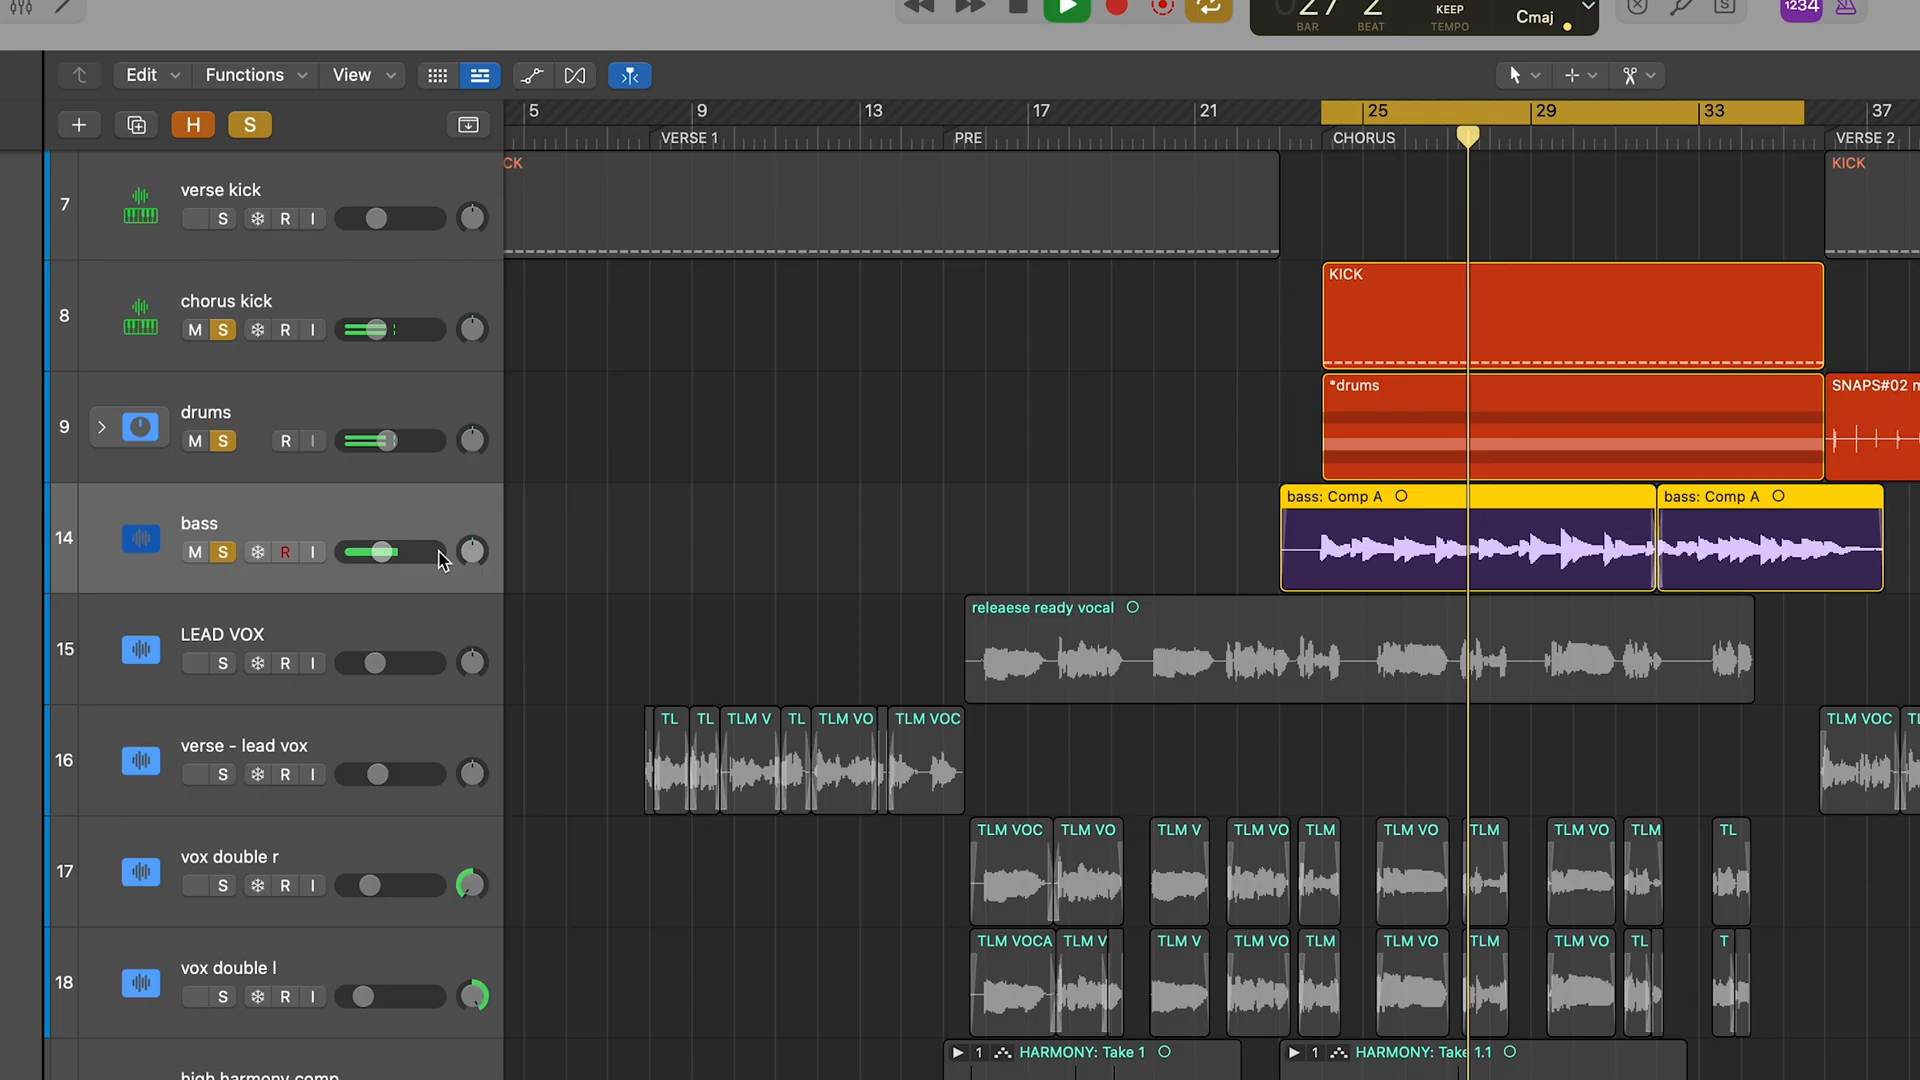 27 2
BAR BEAT
KEEP
TEMPO
Cmaj
S
1234
Edit Functions View
H S
5 9 13 17 21 25 29 33 37
VERSE 1 PRE CHORUS VERSE 2
7 verse kick
S R I
CK
KICK
8 chorus kick
M S R I
KICK
9 drums
M S R I
*drums
SNAPS#02 m
14 bass
M S R I
bass: Comp A
bass: Comp A
15 LEAD VOX
S R I
releaese ready vocal
16 verse - lead vox
S R I
TL TL TLM V TL TLM VO TLM VOC TLM VOC TL
17 vox double r
S R I
TLM VOC TLM VO TLM V TLM VO TLM TLM VO TLM TLM VO TLM TL
18 vox double l
S R I
TLM VOCA TLM V TLM V TLM VO TLM TLM VO TLM TLM VO TL T
high harmony comp
1 HARMONY: Take 1
1 HARMONY: Take 1.1